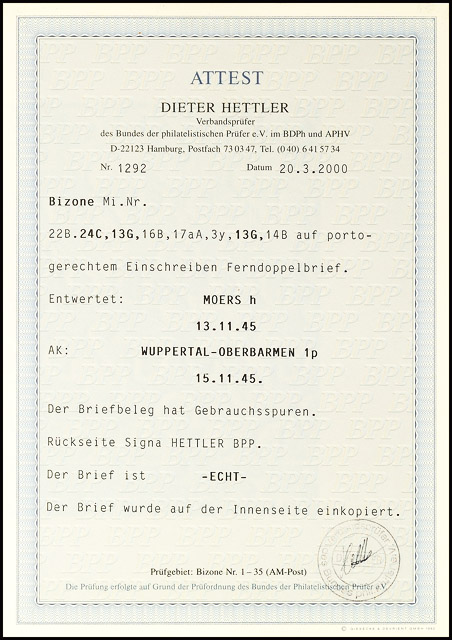 ATTEST
DIETER HETTLER
Verbandsprüfer
des Bundes der philatelistischen Prüfer e.V. im BDPh und APHV
D-22123 Hamburg, Postfach 73 03 47, Tel. (0 40) 6 41 57 34
Nr. 1292 Datum 20.3.2000
Bizone Mi.Nr.
22B.24C,13G,16B,17aA,3y,13G,14B auf porto-
gerechtem Einschreiben Ferndoppelbrief.
Entwertet: MOERS h
13.11.45
AK: WUPPERTAL-OBERBARMEN 1p
15.11.45.
Der Briefbeleg hat Gebrauchsspuren.
Rückseite Signa HETTLER BPP.
Der Brief ist -ECHT-
Der Brief wurde auf der Innenseite einkopiert.
Prüfgebiet: Bizone Nr. 1 – 35 (AM-Post)
Die Prüfung erfolgte auf Grund der Prüfordnung des Bundes der Philatelistischen Prüfer e.V.